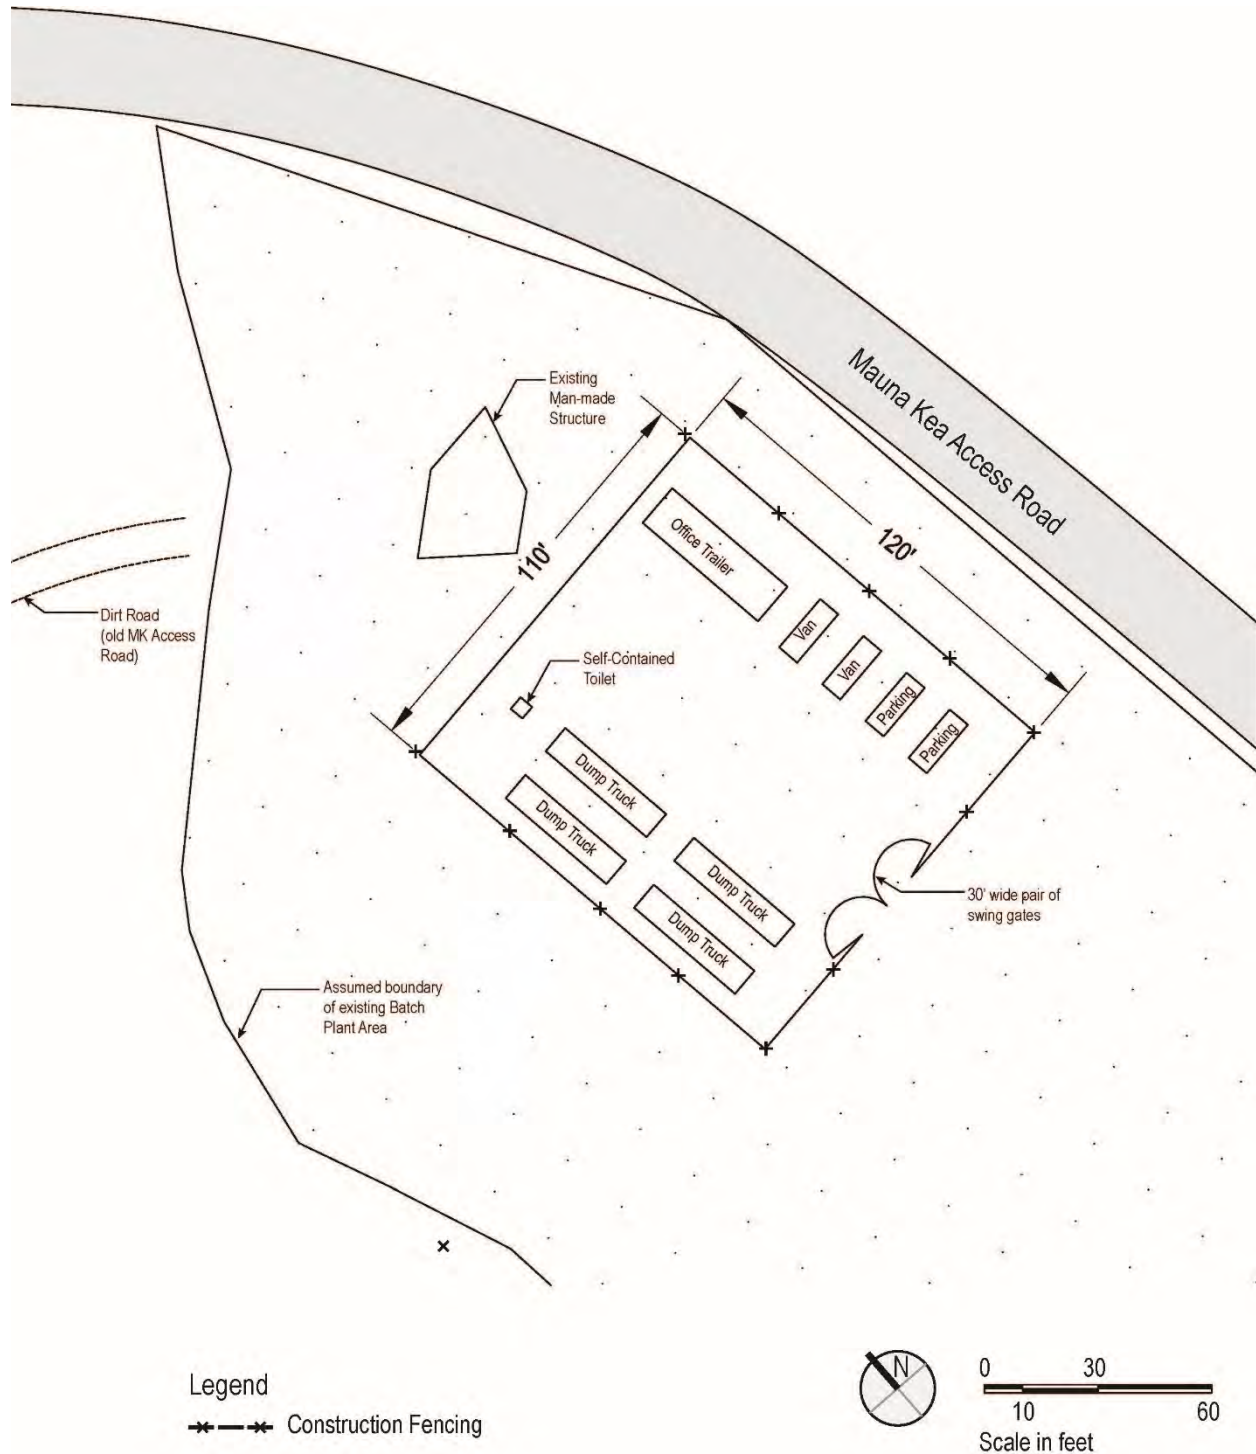 Mauna Kea Access Road
Existing
Man-made
Structure
110'
120'
Office Trailer
Van
Van
Parking
Parking
Dirt Road
(old MK Access
Road)
Self-Contained
Toilet
Dump Truck
Dump Truck
Dump Truck
Dump Truck
30' wide pair of
swing gates
Assumed boundary
of existing Batch
Plant Area
Legend
Construction Fencing
N
0 30
10 60
Scale in feet